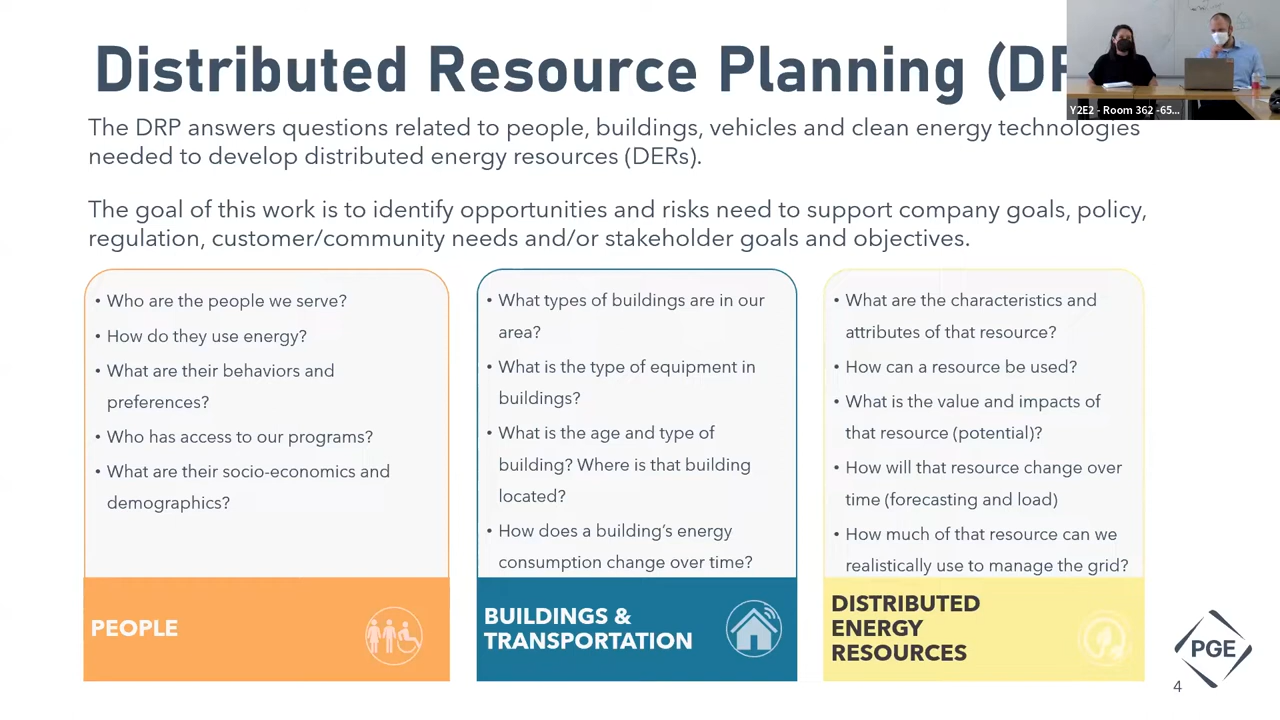 Distributed Resource Planning (DR
Y2E2 - Room 362 -65...
The DRP answers questions related to people, buildings, vehicles and clean energy technologies
needed to develop distributed energy resources (DERs).
The goal of this work is to identify opportunities and risks need to support company goals, policy,
regulation, customer/community needs and/or stakeholder goals and objectives.
• Who are the people we serve?
• How do they use energy?
• What are their behaviors and
preferences?
• Who has access to our programs?
• What are their socio-economics and
demographics?
PEOPLE
• What types of buildings are in our
area?
• What is the type of equipment in
buildings?
• What is the age and type of
building? Where is that building
located?
• How does a building’s energy
consumption change over time?
BUILDINGS &
TRANSPORTATION
• What are the characteristics and
attributes of that resource?
• How can a resource be used?
• What is the value and impacts of
that resource (potential)?
• How will that resource change over
time (forecasting and load)
• How much of that resource can we
realistically use to manage the grid?
DISTRIBUTED
ENERGY
RESOURCES
PGE
4